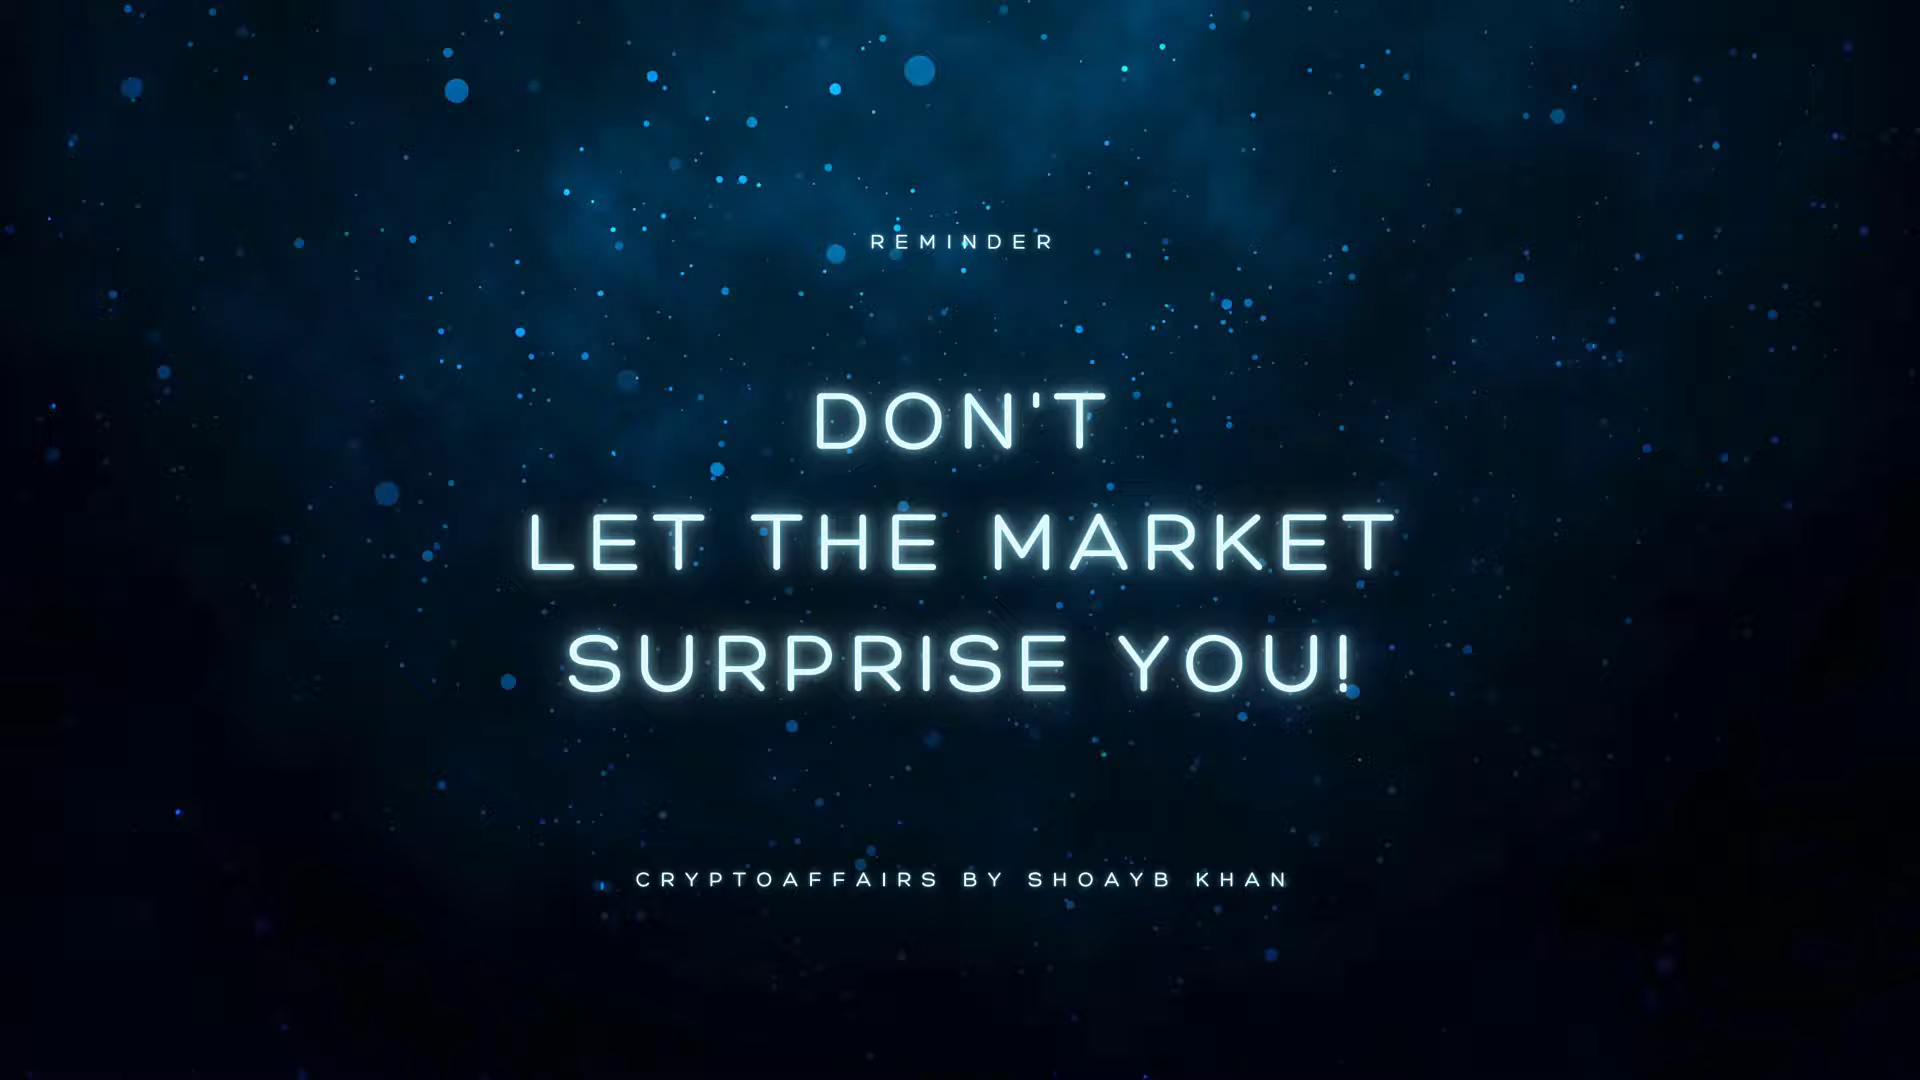 REMINDER
DON'T
LET THE MARKET
SURPRISE YOU!
CRYPTOAFFAIRS BY SHOAYB KHAN